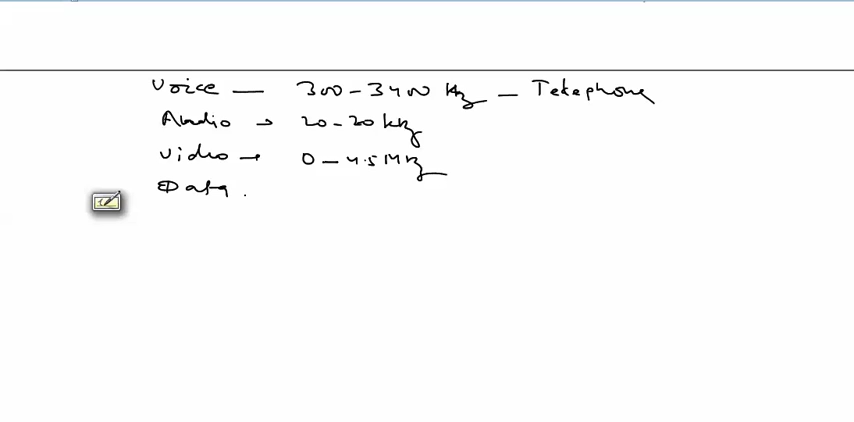 Voice — 300-3400 Hz — Telephone
Audio → 20-20 kHz
Video → 0-4.5 MHz
Data.